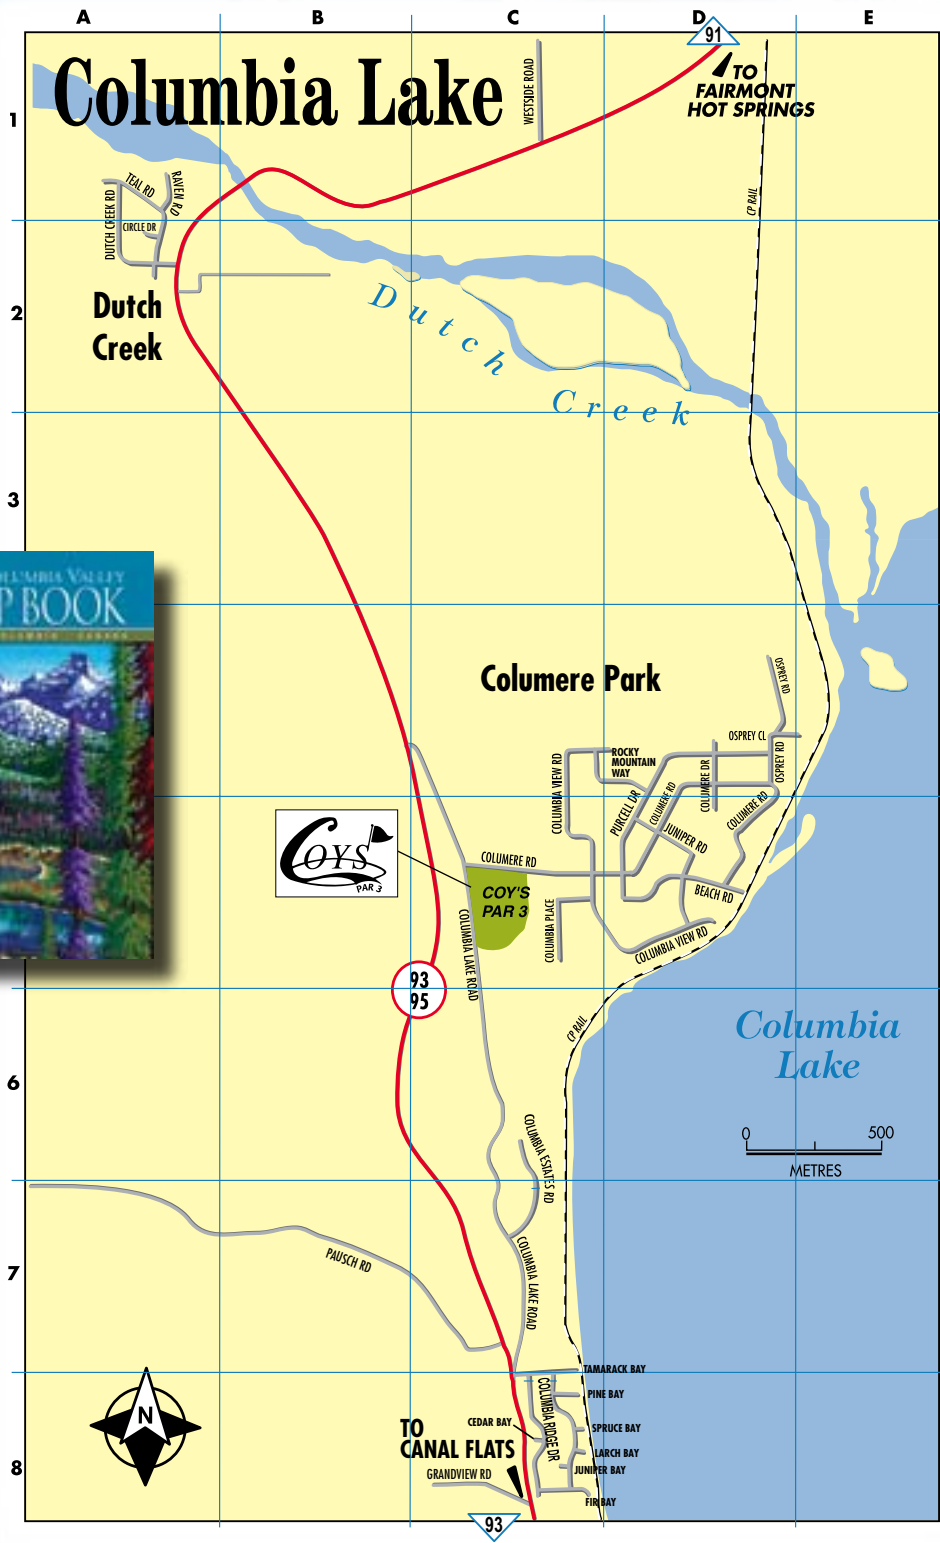 A
B
C
D
E
91
Columbia Lake
WESTSIDE ROAD
TO
FAIRMONT
HOT SPRINGS
1
TEAL RD
RAVEN RD
DUTCH CREEK RD
CIRCLE DR
CP RAIL
Dutch
Creek
2
Dutch
Creek
3
COLUMBIA VALLEY
P BOOK
Columere Park
OSPREY RD
OSPREY CL
OSPREY RD
ROCKY
MOUNTAIN
WAY
COLUMBIA VIEW RD
PURCELL DR
COLUMERE RD
COLUMERE DR
COLUMERE RD
JUNIPER RD
COYS
PAR 3
COLUMERE RD
COY'S
PAR 3
BEACH RD
COLUMBIA PLACE
COLUMBIA VIEW RD
COLUMBIA LAKE ROAD
93
95
CP RAIL
Columbia
Lake
6
0
500
METRES
COLUMBIA ESTATES RD
PAUSCH RD
COLUMBIA LAKE ROAD
7
TAMARACK BAY
PINE BAY
COLUMBIA RIDGE DR
N
CEDAR BAY
SPRUCE BAY
TO
CANAL FLATS
LARCH BAY
8
GRANDVIEW RD
JUNIPER BAY
FIR BAY
93